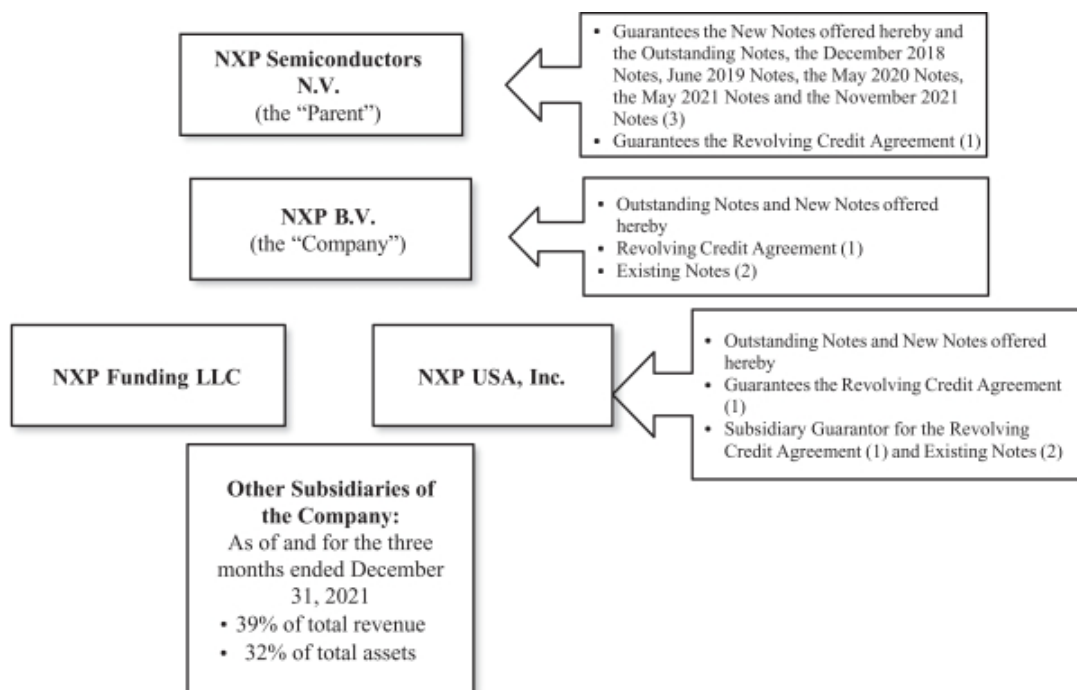 NXP Semiconductors
N.V.
(the “Parent”)
▪ Guarantees the New Notes offered hereby and
the Outstanding Notes, the December 2018
Notes, June 2019 Notes, the May 2020 Notes,
the May 2021 Notes and the November 2021
Notes (3)
▪ Guarantees the Revolving Credit Agreement (1)
NXP B.V.
(the “Company”)
▪ Outstanding Notes and New Notes offered
hereby
▪ Revolving Credit Agreement (1)
▪ Existing Notes (2)
NXP Funding LLC
NXP USA, Inc.
• Outstanding Notes and New Notes offered
hereby
• Guarantees the Revolving Credit Agreement
(1)
• Subsidiary Guarantor for the Revolving
Credit Agreement (1) and Existing Notes (2)
Other Subsidiaries of
the Company:
As of and for the three
months ended December
31, 2021
• 39% of total revenue
• 32% of total assets